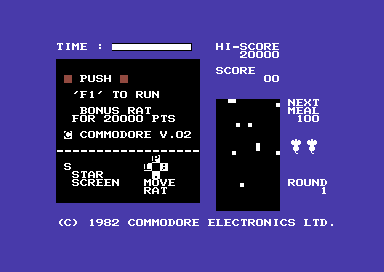 TIME :
HI-SCORE
20000
SCORE
00
PUSH
'F1' TO RUN
BONUS RAT
FOR 20000 PTS
C COMMODORE V.02
NEXT
MEAL
100
P
L :
S
STAR
SCREEN
MOVE
RAT
ROUND
1
(C) 1982 COMMODORE ELECTRONICS LTD.